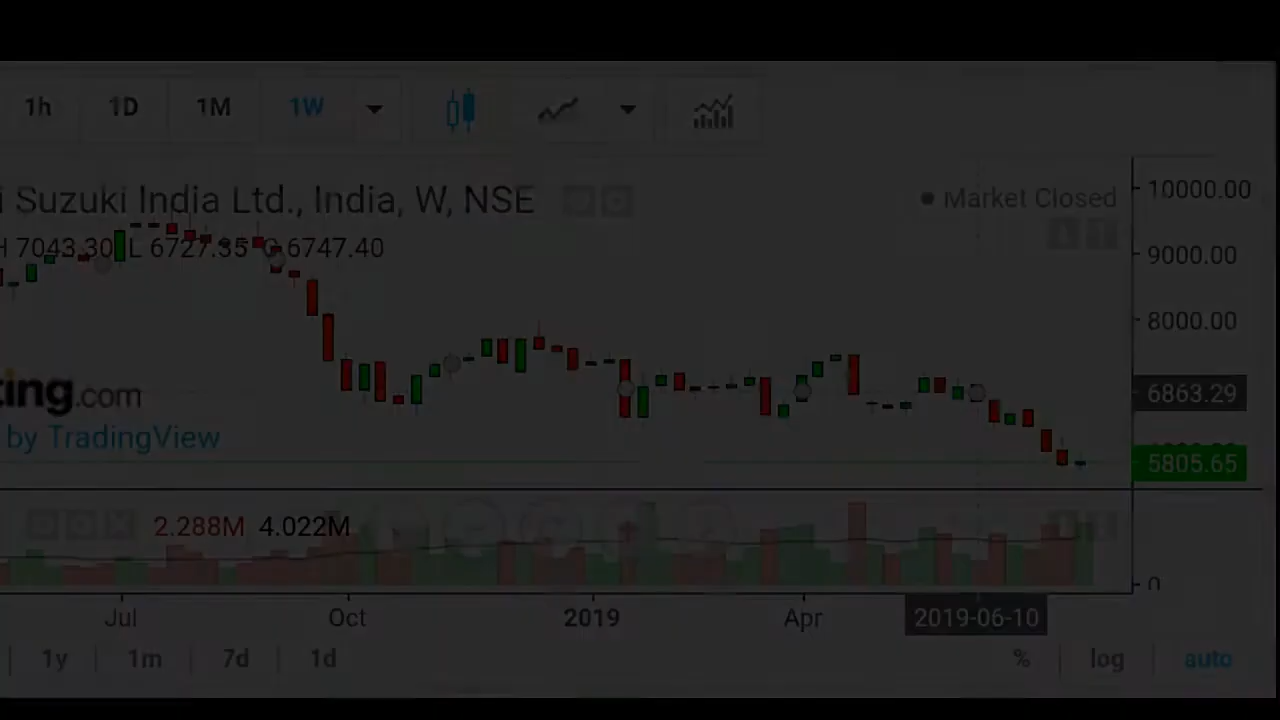 1h 1D 1M 1W
i Suzuki India Ltd., India, W, NSE
Market Closed
H 7043.30 L 6727.35 C 6747.40
10000.00
9000.00
8000.00
6863.29
ting.com
by TradingView
5805.65
2.288M 4.022M
0
Jul Oct 2019 Apr 2019-06-10
1y 1m 7d 1d % log auto